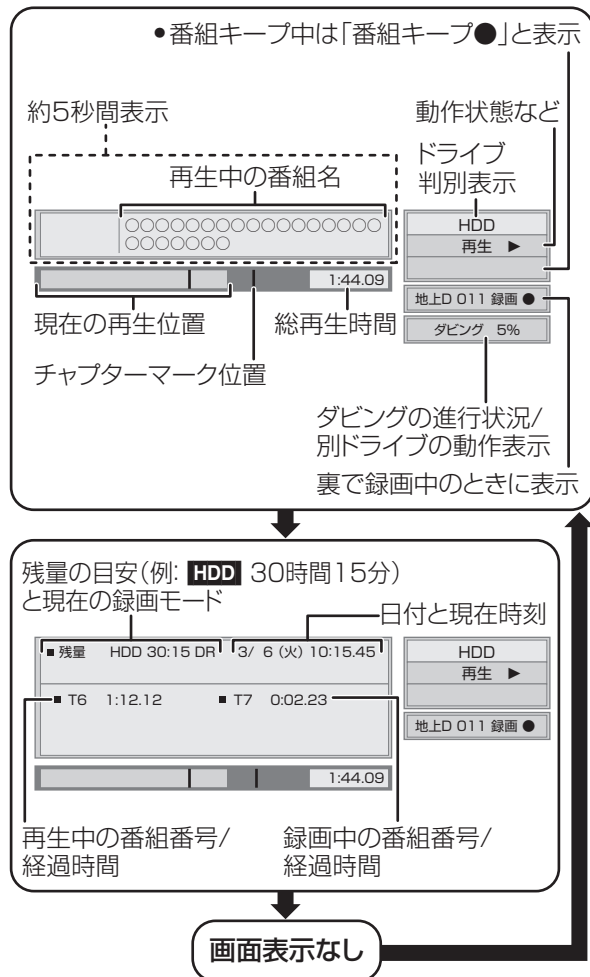 ●番組キープ中は「番組キープ●」と表示
約5秒間表示
動作状態など
ドライブ
判別表示
再生中の番組名
○○○○○○○○○○○○○○○○○
○○○○○○○
HDD
再生 ▶
1:44.09
地上D 011 録画 ●
ダビング 5%
現在の再生位置
総再生時間
チャプターマーク位置
ダビングの進行状況/
別ドライブの動作表示
裏で録画中のときに表示
残量の目安(例: HDD 30時間15分)
と現在の録画モード
日付と現在時刻
■ 残量 HDD 30:15 DR 3/ 6 (火) 10:15.45
HDD
再生 ▶
■ T6 1:12.12 ■ T7 0:02.23
地上D 011 録画 ●
1:44.09
再生中の番組番号/
経過時間
録画中の番組番号/
経過時間
画面表示なし